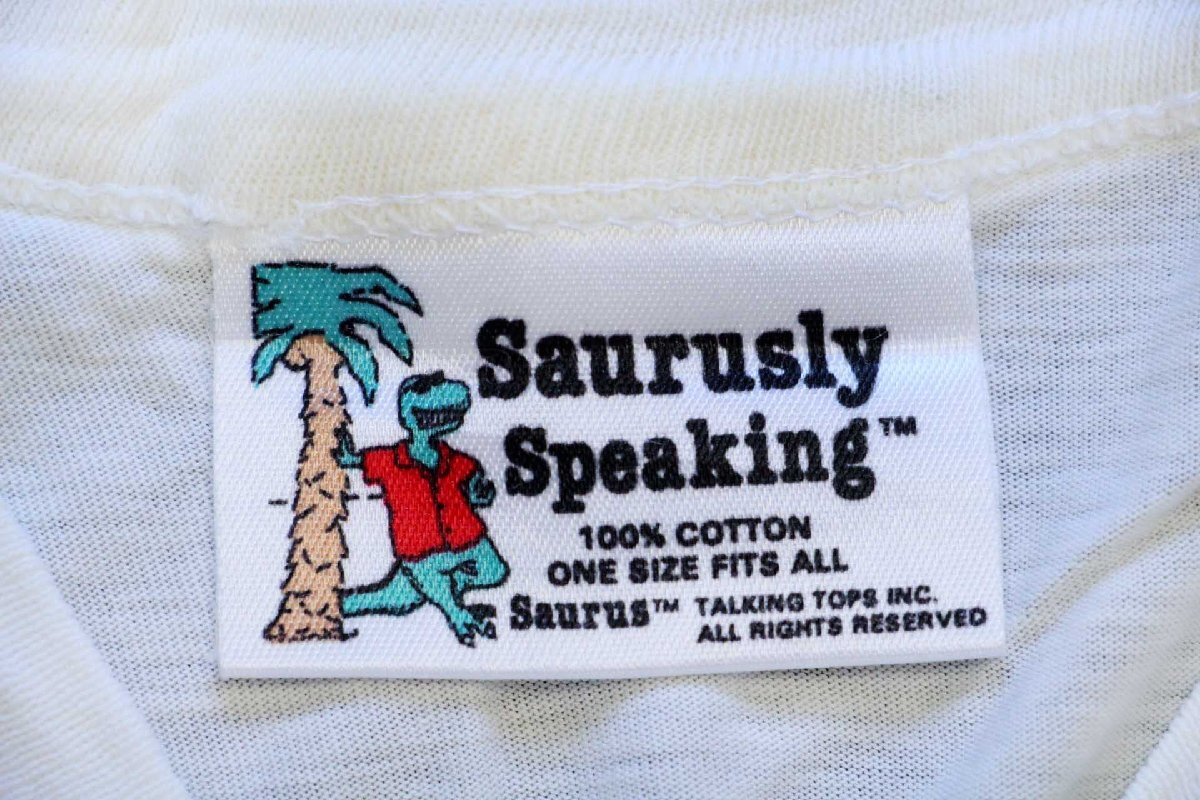 Saurusly
Speaking™
100% COTTON
ONE SIZE FITS ALL
Saurus™ TALKING TOPS INC.
ALL RIGHTS RESERVED